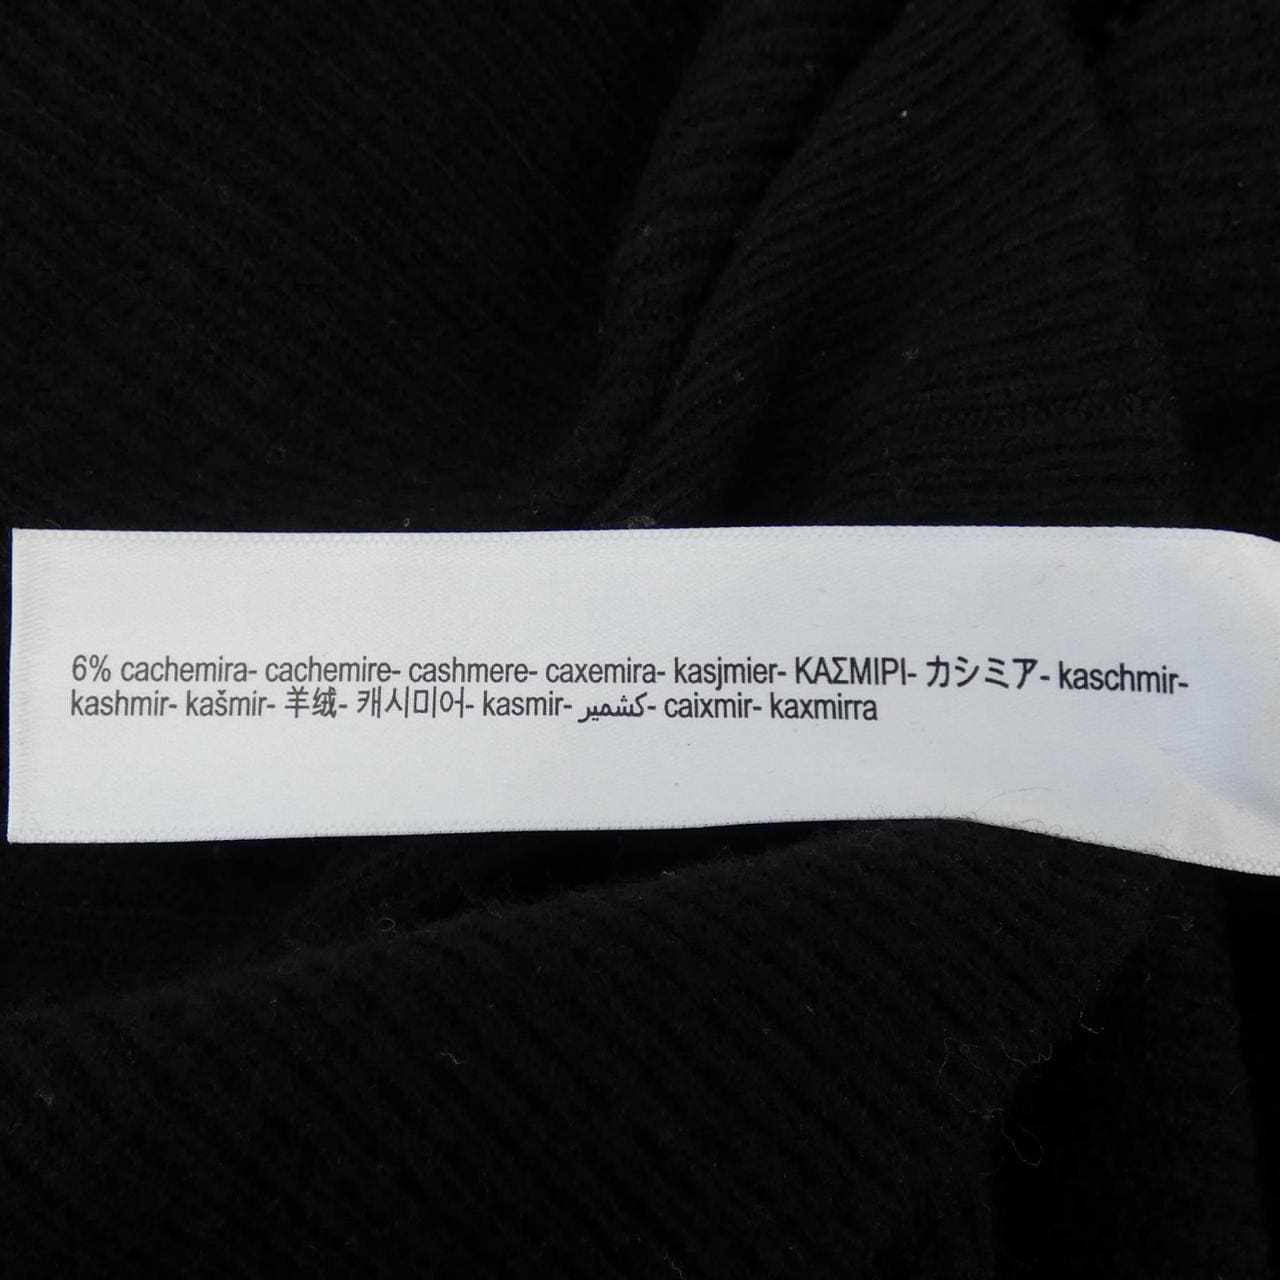 6% cachemira- cachemire- cashmere- caxemira- kasjmier- ΚΑΣΜΙΡΙ- カシミア- kaschmir-
kashmir- kašmir- 羊绒- 캐시미어- kasmir- كشمير- caixmir- kaxmirra